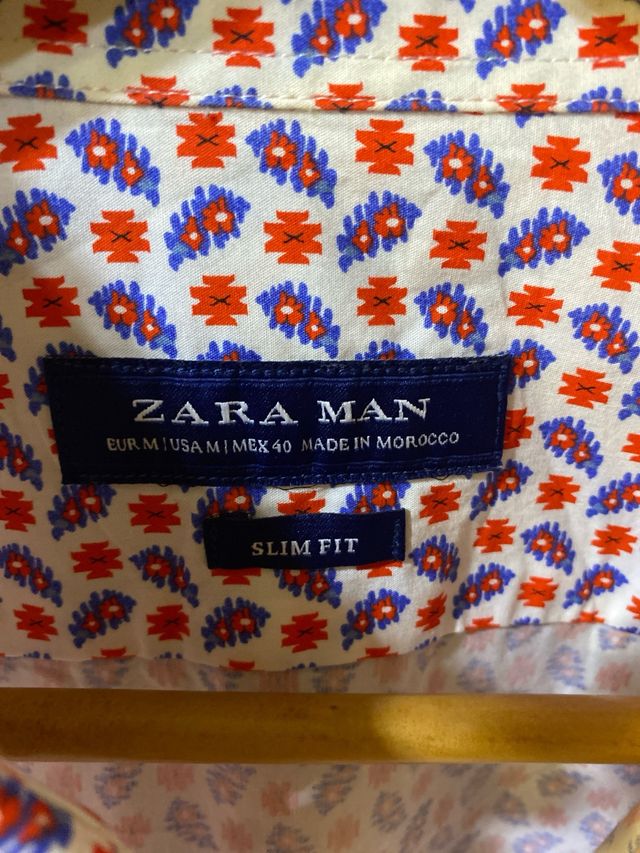 ZARA MAN
EUR M | USA M | MEX 40 MADE IN MOROCCO
SLIM FIT